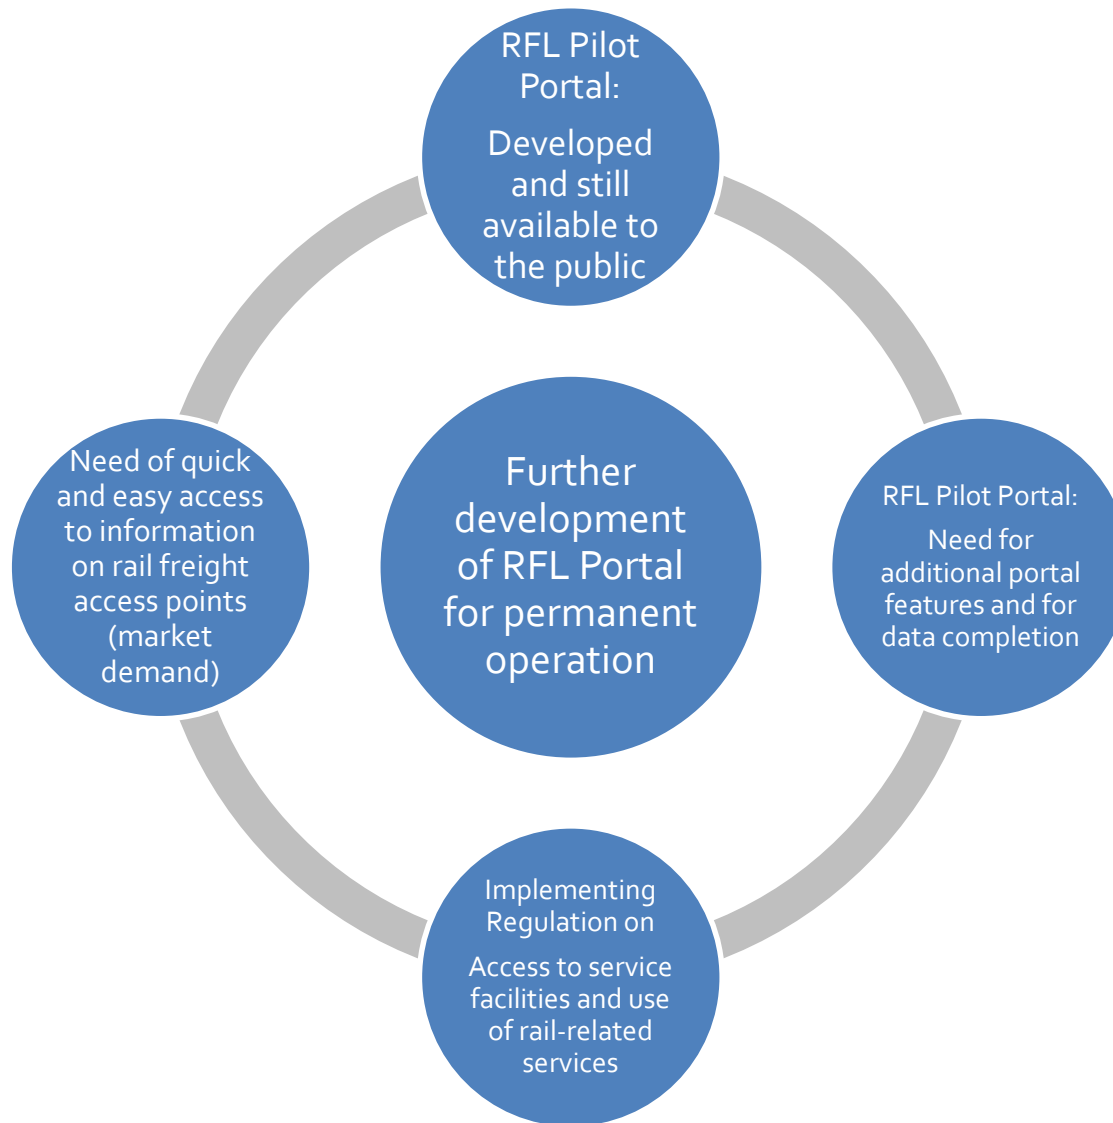 RFL Pilot
Portal:
Developed
and still
available to
the public
Need of quick
and easy access
to information
on rail freight
access points
(market
demand)
Further
development
of RFL Portal
for permanent
operation
RFL Pilot Portal:
Need for
additional portal
features and for
data completion
Implementing
Regulation on
Access to service
facilities and use
of rail-related
services